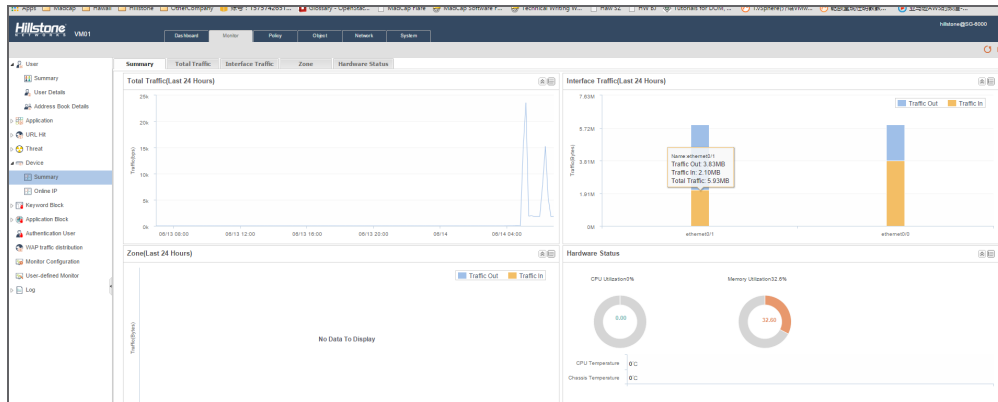 Apps Madcap Hawaii Hillstone OtherCompany Glossary - OpenStac... MadCap Flare MadCap Software F... Technical Writing W... Tutorials for DOM, ...
Hillstone
NETWORKS
VM01
Dashboard Monitor Policy Object Network System
hillstone@SG-6000
User
Summary
User Details
Address Book Details
Application
URL Hit
Threat
Device
Summary
Online IP
Keyword Block
Application Block
Authentication User
WAP traffic distribution
Monitor Configuration
User-defined Monitor
Log
Summary Total Traffic Interface Traffic Zone Hardware Status
Total Traffic(Last 24 Hours)
Traffic(bps)
25k
20k
15k
10k
5k
0k
06/13 08:00 06/13 12:00 06/13 16:00 06/13 20:00 06/14 06/14 04:00
Interface Traffic(Last 24 Hours)
Traffic Out Traffic In
Traffic(Bytes)
7.63M
5.72M
3.81M
1.91M
0M
Name:ethernet0/1
Traffic Out: 3.83MB
Traffic In: 2.10MB
Total Traffic: 5.93MB
ethernet0/1 ethernet0/0
Zone(Last 24 Hours)
Traffic Out Traffic In
Traffic(Bytes)
No Data To Display
Hardware Status
CPU Utilization0% Memory Utilization32.6%
0.00 32.60
CPU Temperature 0°C
Chassis Temperature 0°C